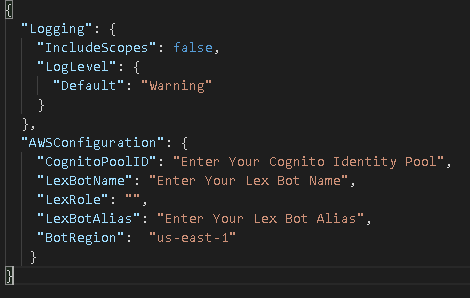 {
  "Logging": {
    "IncludeScopes": false,
    "LogLevel": {
      "Default": "Warning"
    }
  },
  "AWSConfiguration": {
    "CognitoPoolID": "Enter Your Cognito Identity Pool",
    "LexBotName": "Enter Your Lex Bot Name",
    "LexRole": "",
    "LexBotAlias": "Enter Your Lex Bot Alias",
    "BotRegion":  "us-east-1"
   }
}